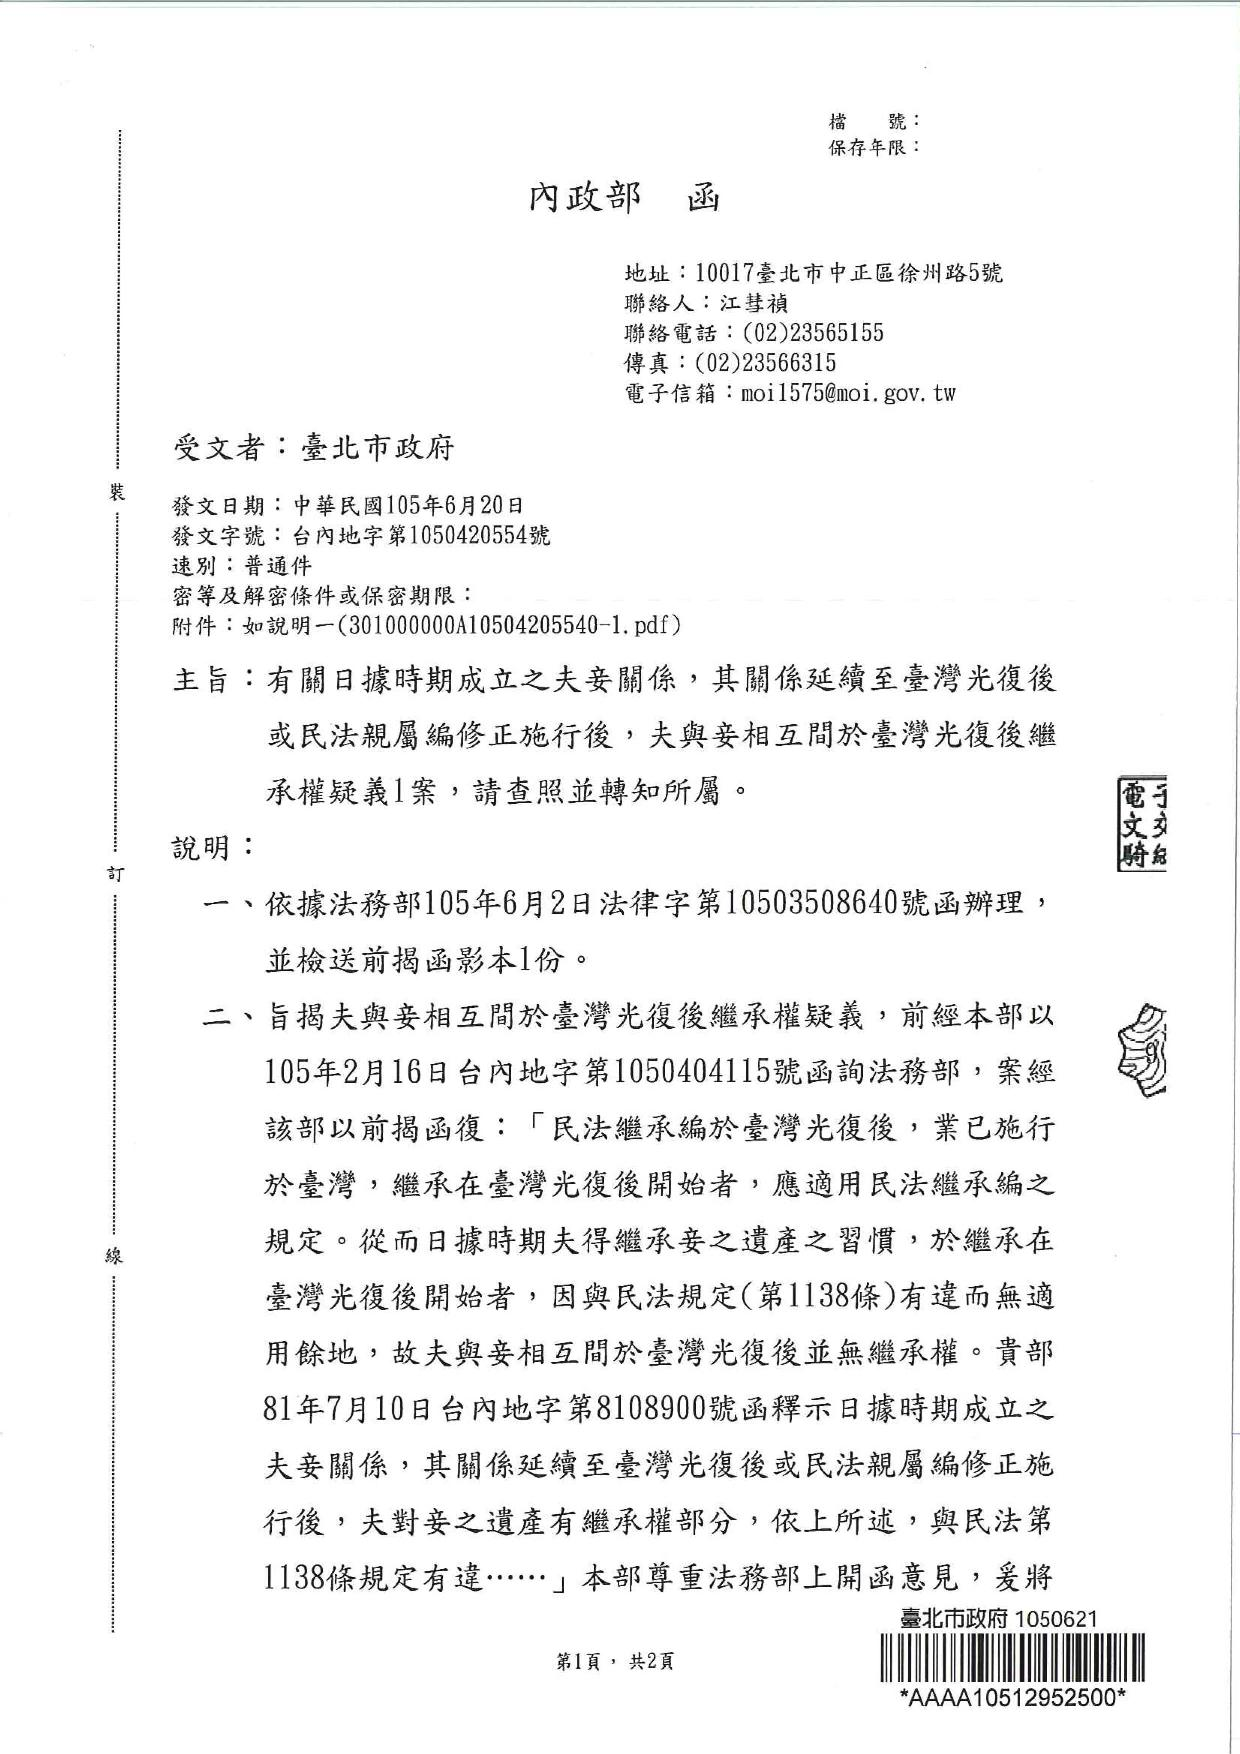 檔　　號：
保存年限：
內政部　函
地址：10017臺北市中正區徐州路5號
聯絡人：江彗禎
聯絡電話：(02)23565155
傳真：(02)23566315
電子信箱：moi1575@moi.gov.tw
受文者：臺北市政府
發文日期：中華民國105年6月20日
發文字號：台內地字第1050420554號
速別：普通件
密等及解密條件或保密期限：
附件：如說明一(301000000A10504205540-1.pdf)
主旨：有關日據時期成立之夫妾關係，其關係延續至臺灣光復後
或民法親屬編修正施行後，夫與妾相互間於臺灣光復後繼
承權疑義1案，請查照並轉知所屬。
說明：
一、依據法務部105年6月2日法律字第10503508640號函辦理，
並檢送前揭函影本1份。
二、旨揭夫與妾相互間於臺灣光復後繼承權疑義，前經本部以
105年2月16日台內地字第1050404115號函詢法務部，案經
該部以前揭函復：「民法繼承編於臺灣光復後，業已施行
於臺灣，繼承在臺灣光復後開始者，應適用民法繼承編之
規定。從而日據時期夫得繼承妾之遺產之習慣，於繼承在
臺灣光復後開始者，因與民法規定(第1138條)有違而無適
用餘地，故夫與妾相互間於臺灣光復後並無繼承權。貴部
81年7月10日台內地字第8108900號函釋示日據時期成立之
夫妾關係，其關係延續至臺灣光復後或民法親屬編修正施
行後，夫對妾之遺產有繼承權部分，依上所述，與民法第
1138條規定有違……」本部尊重法務部上開函意見，爰將
裝
訂
線
電子
文交
騎
9
臺北市政府 1050621
*AAAA10512952500*
第1頁，共2頁